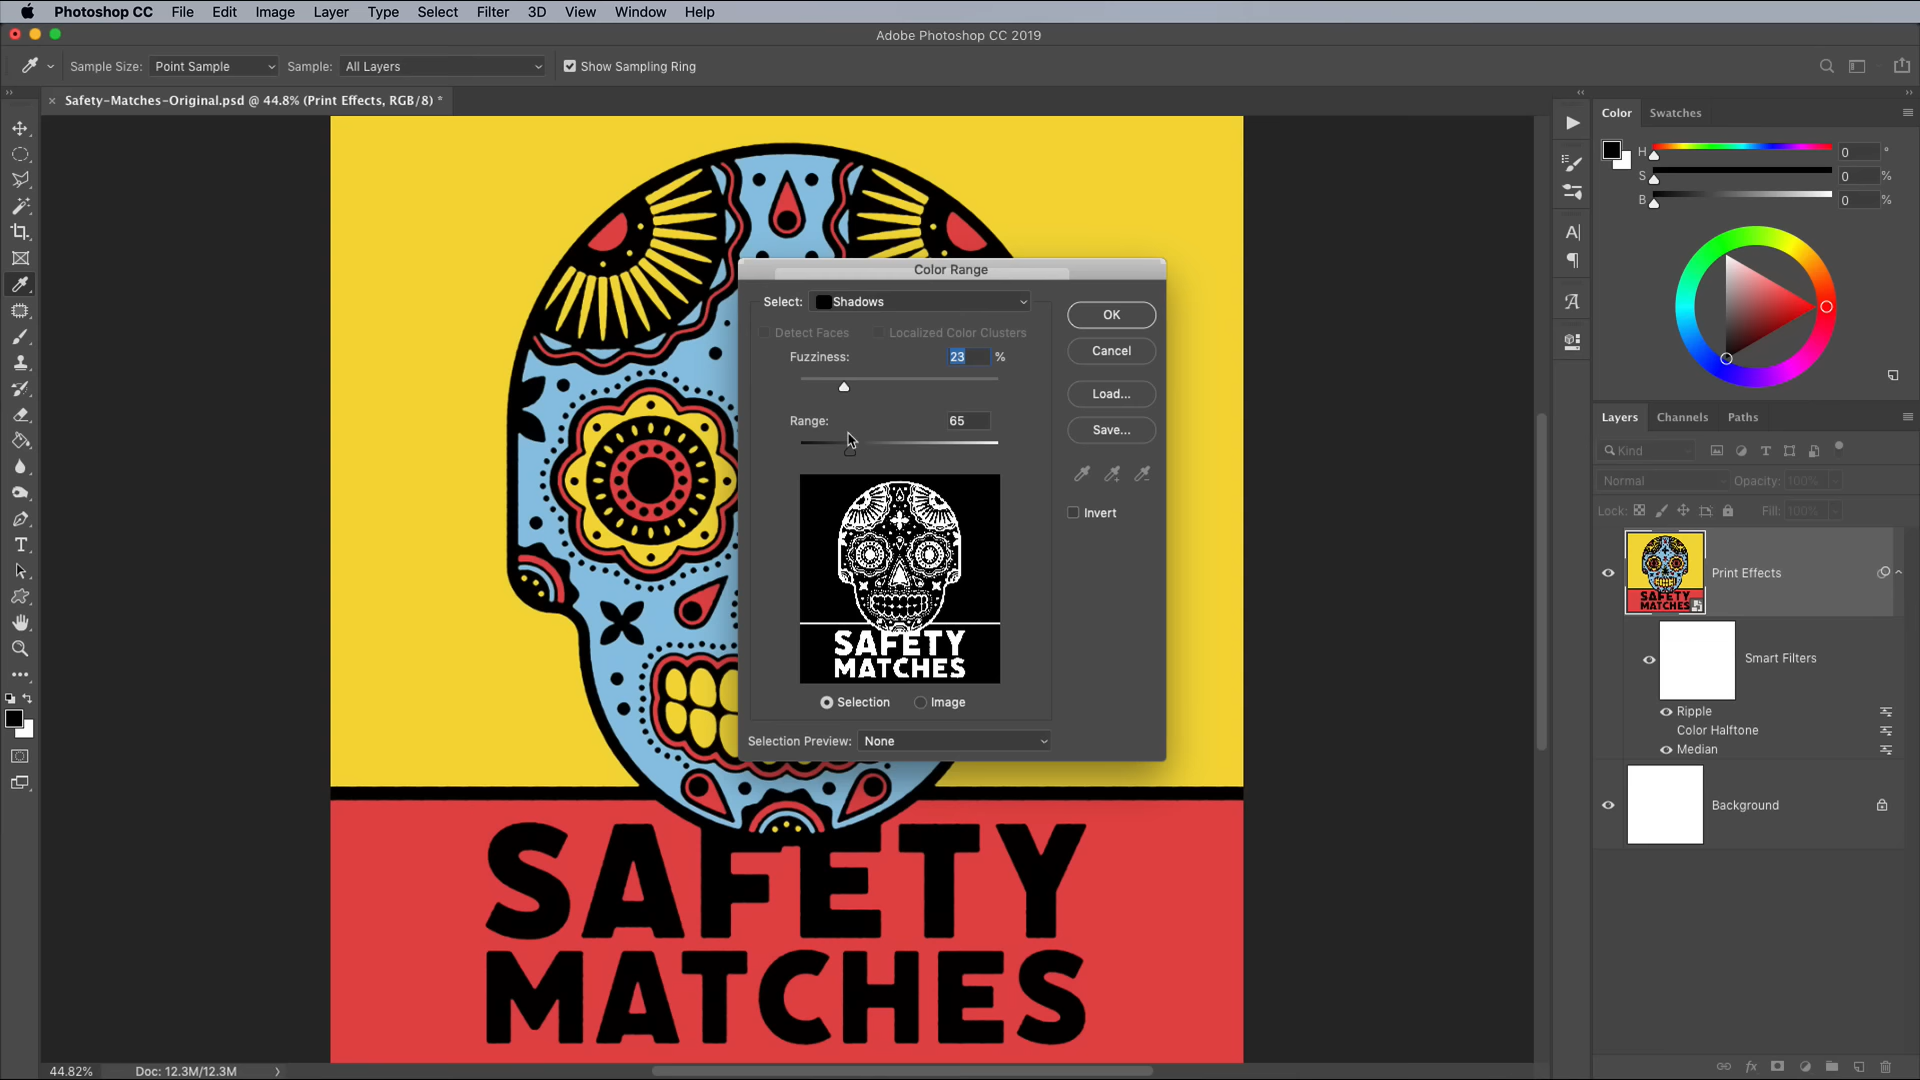 Photoshop CC File Edit Image Layer Type Select Filter 3D View Window Help
Adobe Photoshop CC 2019
Sample Size: Point Sample Sample: All Layers Show Sampling Ring
Safety-Matches-Original.psd @ 44.8% (Print Effects, RGB/8) *
Color Swatches
H 0 °
S 0 %
B 0 %
Color Range
Select: Shadows
Detect Faces Localized Color Clusters
Fuzziness: 23 %
Range: 65
OK
Cancel
Load...
Save...
Invert
SAFETY
MATCHES
Selection Image
Selection Preview: None
SAFETY
MATCHES
Layers Channels Paths
Kind
Normal Opacity: 100%
Lock: Fill: 100%
SAFETY
MATCHES
Print Effects
Smart Filters
Ripple
Color Halftone
Median
Background
44.82% Doc: 12.3M/12.3M